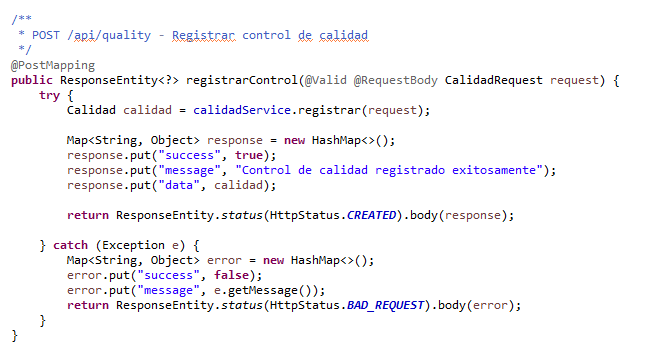 /**
 * POST /api/quality - Registrar control de calidad
 */
@PostMapping
public ResponseEntity<?> registrarControl(@Valid @RequestBody CalidadRequest request) {
    try {
        Calidad calidad = calidadService.registrar(request);

        Map<String, Object> response = new HashMap<>();
        response.put("success", true);
        response.put("message", "Control de calidad registrado exitosamente");
        response.put("data", calidad);

        return ResponseEntity.status(HttpStatus.CREATED).body(response);

    } catch (Exception e) {
        Map<String, Object> error = new HashMap<>();
        error.put("success", false);
        error.put("message", e.getMessage());
        return ResponseEntity.status(HttpStatus.BAD_REQUEST).body(error);
    }
}